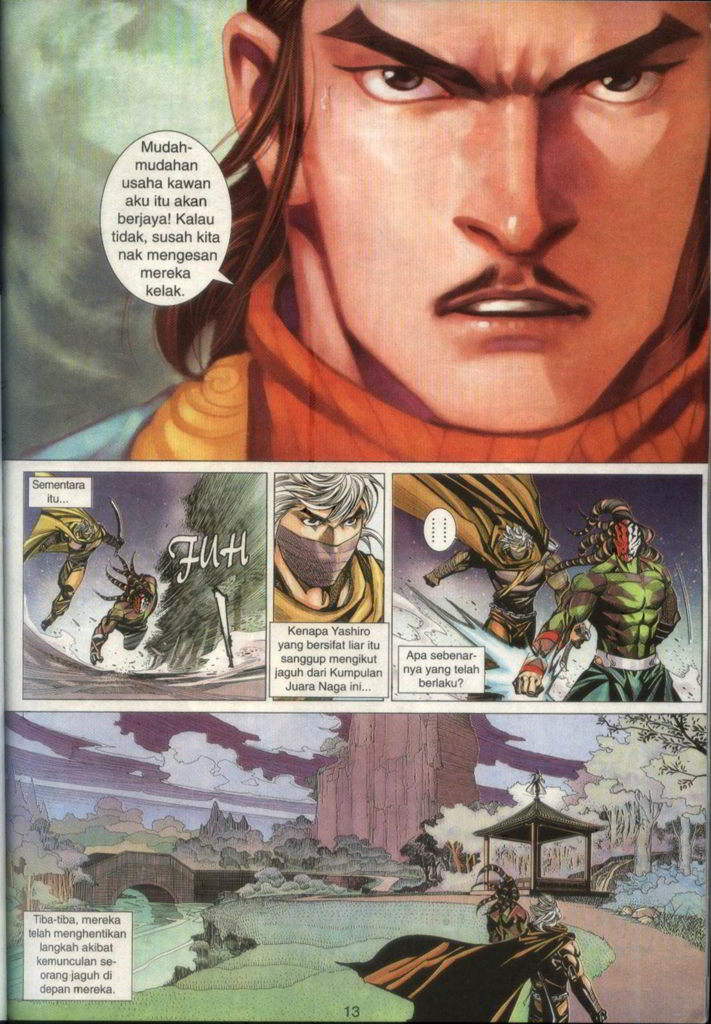 Mudah-
mudahan
usaha kawan
aku itu akan
berjaya! Kalau
tidak, susah kita
nak mengesan
mereka
kelak.
Sementara
itu...
FUH
Kenapa Yashiro
yang bersifat liar itu
sanggup mengikut
jaguh dari Kumpulan
Juara Naga ini...
Apa sebenar-
nya yang telah
berlaku?
Tiba-tiba, mereka
telah menghentikan
langkah akibat
kemunculan se-
orang jaguh di
depan mereka.
13